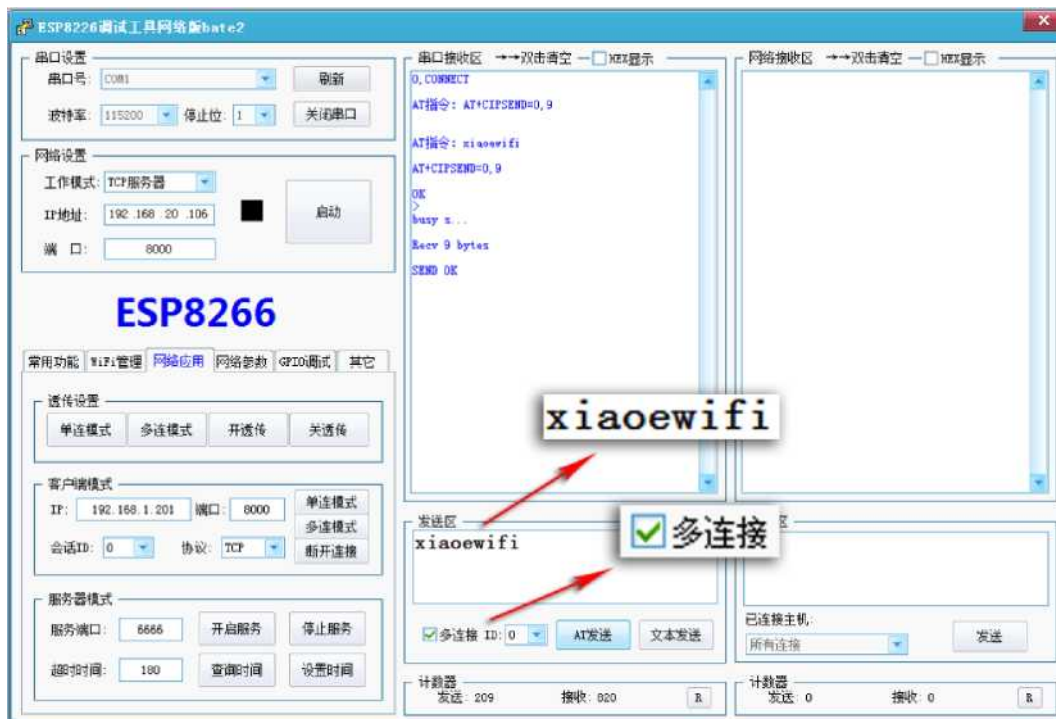 ESP8226调试工具网络版bate2
串口设置
串口号: COM1 刷新
波特率: 115200 停止位: 1 关闭串口
网络设置
工作模式: TCP服务器
IP地址: 192 .168 .20 .106 启动
端 口: 8000
ESP8266
常用功能 WiFi管理 网络应用 网络参数 GPIO调试 其它
透传设置
单连模式 多连模式 开透传 关透传
客户端模式
IP: 192.168.1.201 端口: 8000 单连模式
多连模式
会话ID: 0 协议: TCP 断开连接
服务器模式
服务端口: 6666 开启服务 停止服务
超时时间: 180 查询时间 设置时间
串口接收区 →→双击清空 — HEX显示
0,CONNECT
AT指令: AT+CIPSEND=0,9
AT指令: xiaoewifi
AT+CIPSEND=0,9
OK
>
busy s...
Recv 9 bytes
SEND OK
xiaoewifi
发送区
xiaoewifi
多连接
多连接 ID: 0 AT发送 文本发送
计数器
发送: 209 接收: 820 R
网络接收区 →→双击清空 — HEX显示
区
已连接主机:
所有连接 发送
计数器
发送: 0 接收: 0 R